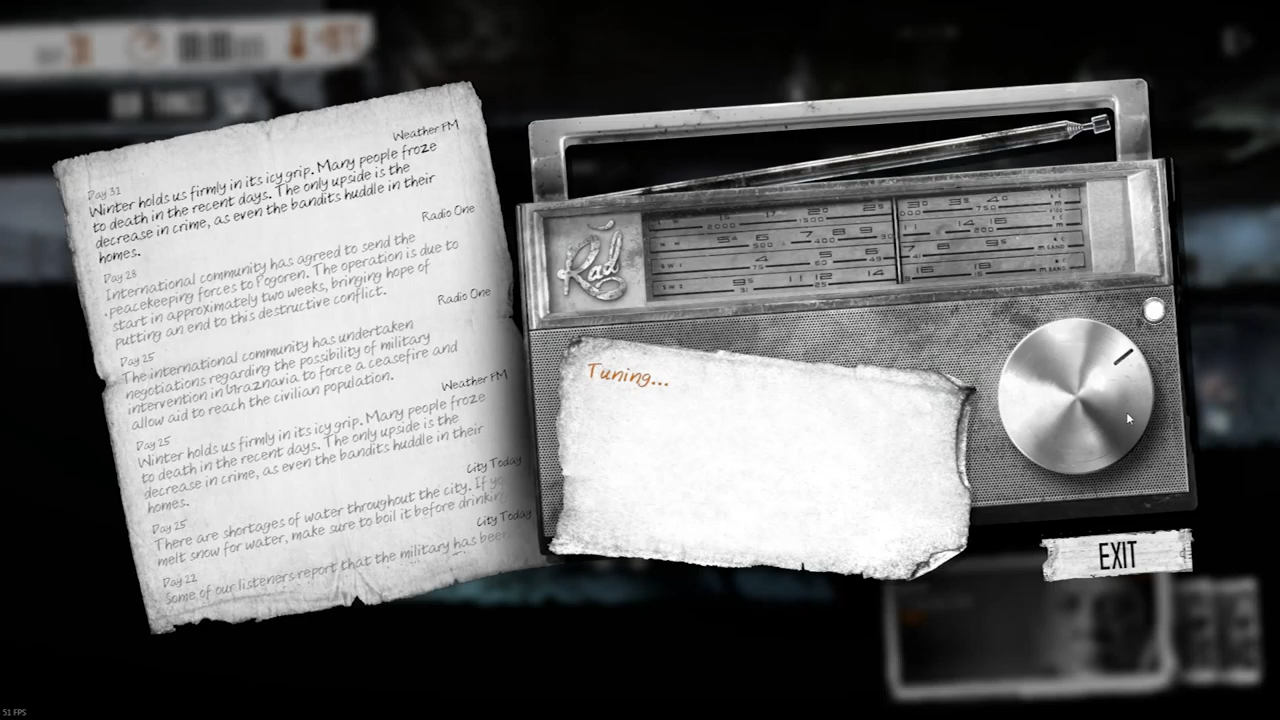 Weather FM
Day 31
Winter holds us firmly in its icy grip. Many people froze
to death in the recent days. The only upside is the
decrease in crime, as even the bandits huddle in their
homes.
Radio One
Day 28
International community has agreed to send the
peacekeeping forces to Pogoren. The operation is due to
start in approximately two weeks, bringing hope of
putting an end to this destructive conflict.
Radio One
Day 25
The international community has undertaken
negotiations regarding the possibility of military
intervention in Graznavia to force a ceasefire and
allow aid to reach the civilian population.
Weather FM
Day 25
Winter holds us firmly in its icy grip. Many people froze
to death in the recent days. The only upside is the
decrease in crime, as even the bandits huddle in their
homes.
City Today
Day 25
There are shortages of water throughout the city. If
melt snow for water, make sure to boil it before
City Today
Day 22
Some of our listeners report that the military has been
Rad
Tuning...
EXIT
51 FPS